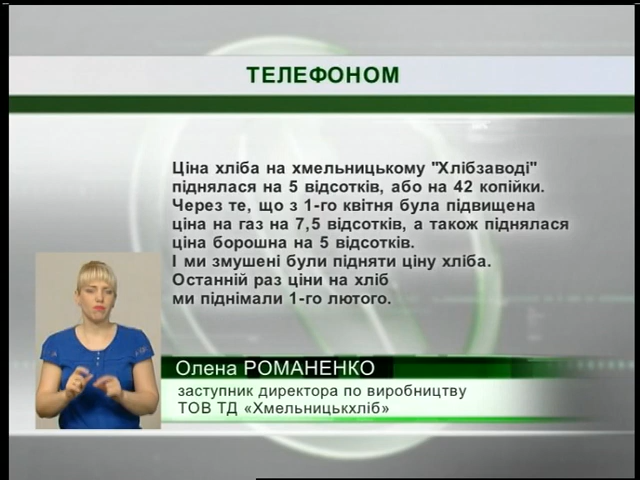 ТЕЛЕФОНОМ
Ціна хліба на хмельницькому "Хлібзаводі"
піднялася на 5 відсотків, або на 42 копійки.
Через те, що з 1-го квітня була підвищена
ціна на газ на 7,5 відсотків, а також піднялася
ціна борошна на 5 відсотків.
І ми змушені були підняти ціну хліба.
Останній раз ціни на хліб
ми піднімали 1-го лютого.
Олена РОМАНЕНКО
заступник директора по виробництву
ТОВ ТД «Хмельницькхліб»